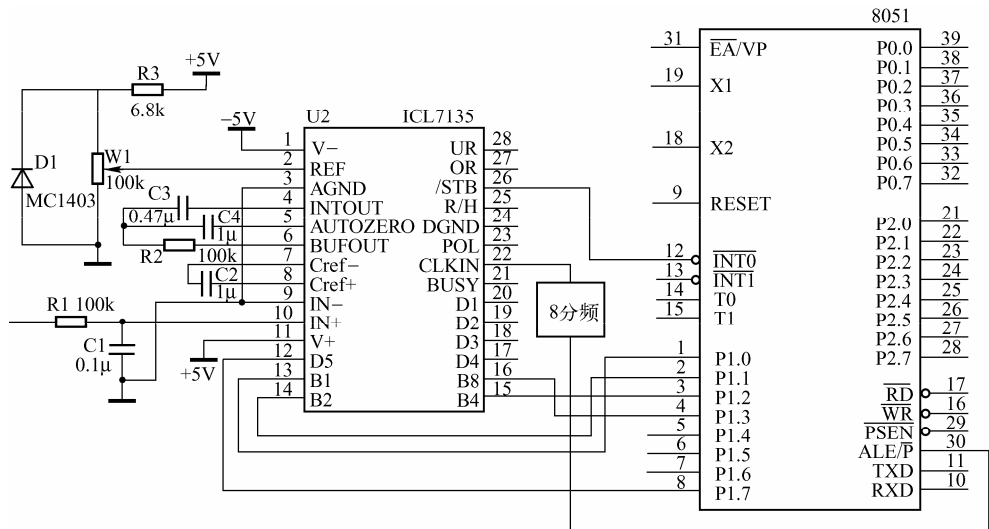 +5V
R3
6.8k
D1
MC1403
W1
100k
−5V
C3
0.47μ
C4
1μ
R2
100k
C2
1μ
R1 100k
C1
0.1μ
+5V
U2
ICL7135
1 V−
2 REF
3 AGND
4 INTOUT
5 AUTOZERO
6 BUFOUT
7 Cref−
8 Cref+
9 IN−
10 IN+
11 V+
12 D5
13 B1
14 B2
UR 28
OR 27
/STB 26
R/H 25
DGND 24
POL 23
CLKIN 22
BUSY 21
D1 20
D2 19
D3 18
D4 17
B8 16
B4 15
8分频
8051
31 E̅A̅/VP
19 X1
18 X2
9 RESET
12 I̅N̅T̅0̅
13 I̅N̅T̅1̅
14 T0
15 T1
1 P1.0
2 P1.1
3 P1.2
4 P1.3
5 P1.4
6 P1.5
7 P1.6
8 P1.7
P0.0 39
P0.1 38
P0.2 37
P0.3 36
P0.4 35
P0.5 34
P0.6 33
P0.7 32
P2.0 21
P2.1 22
P2.2 23
P2.3 24
P2.4 25
P2.5 26
P2.6 27
P2.7 28
R̅D̅ 17
W̅R̅ 16
P̅S̅E̅N̅ 29
ALE/P̅ 30
TXD 11
RXD 10